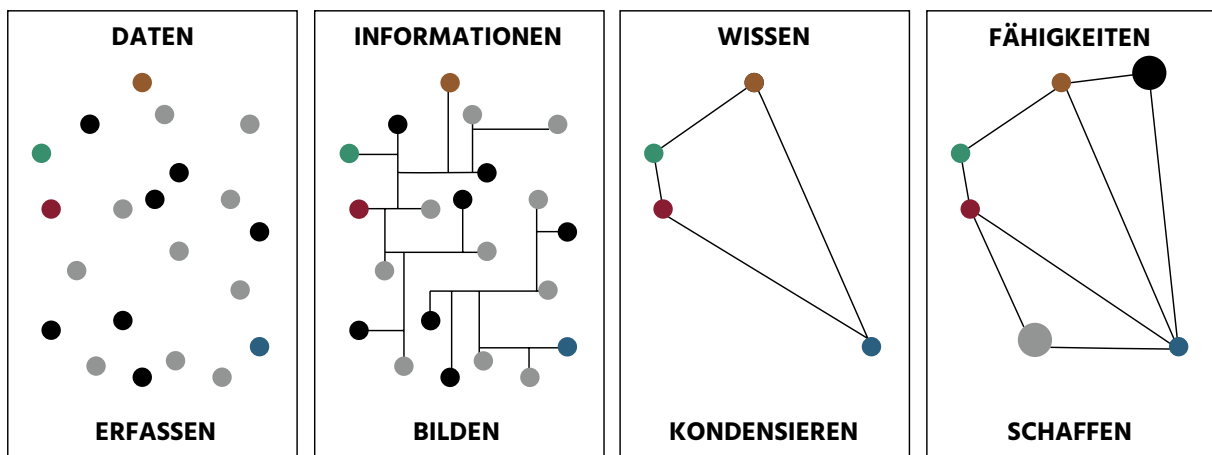 DATEN
ERFASSEN
INFORMATIONEN
BILDEN
WISSEN
KONDENSIEREN
FÄHIGKEITEN
SCHAFFEN